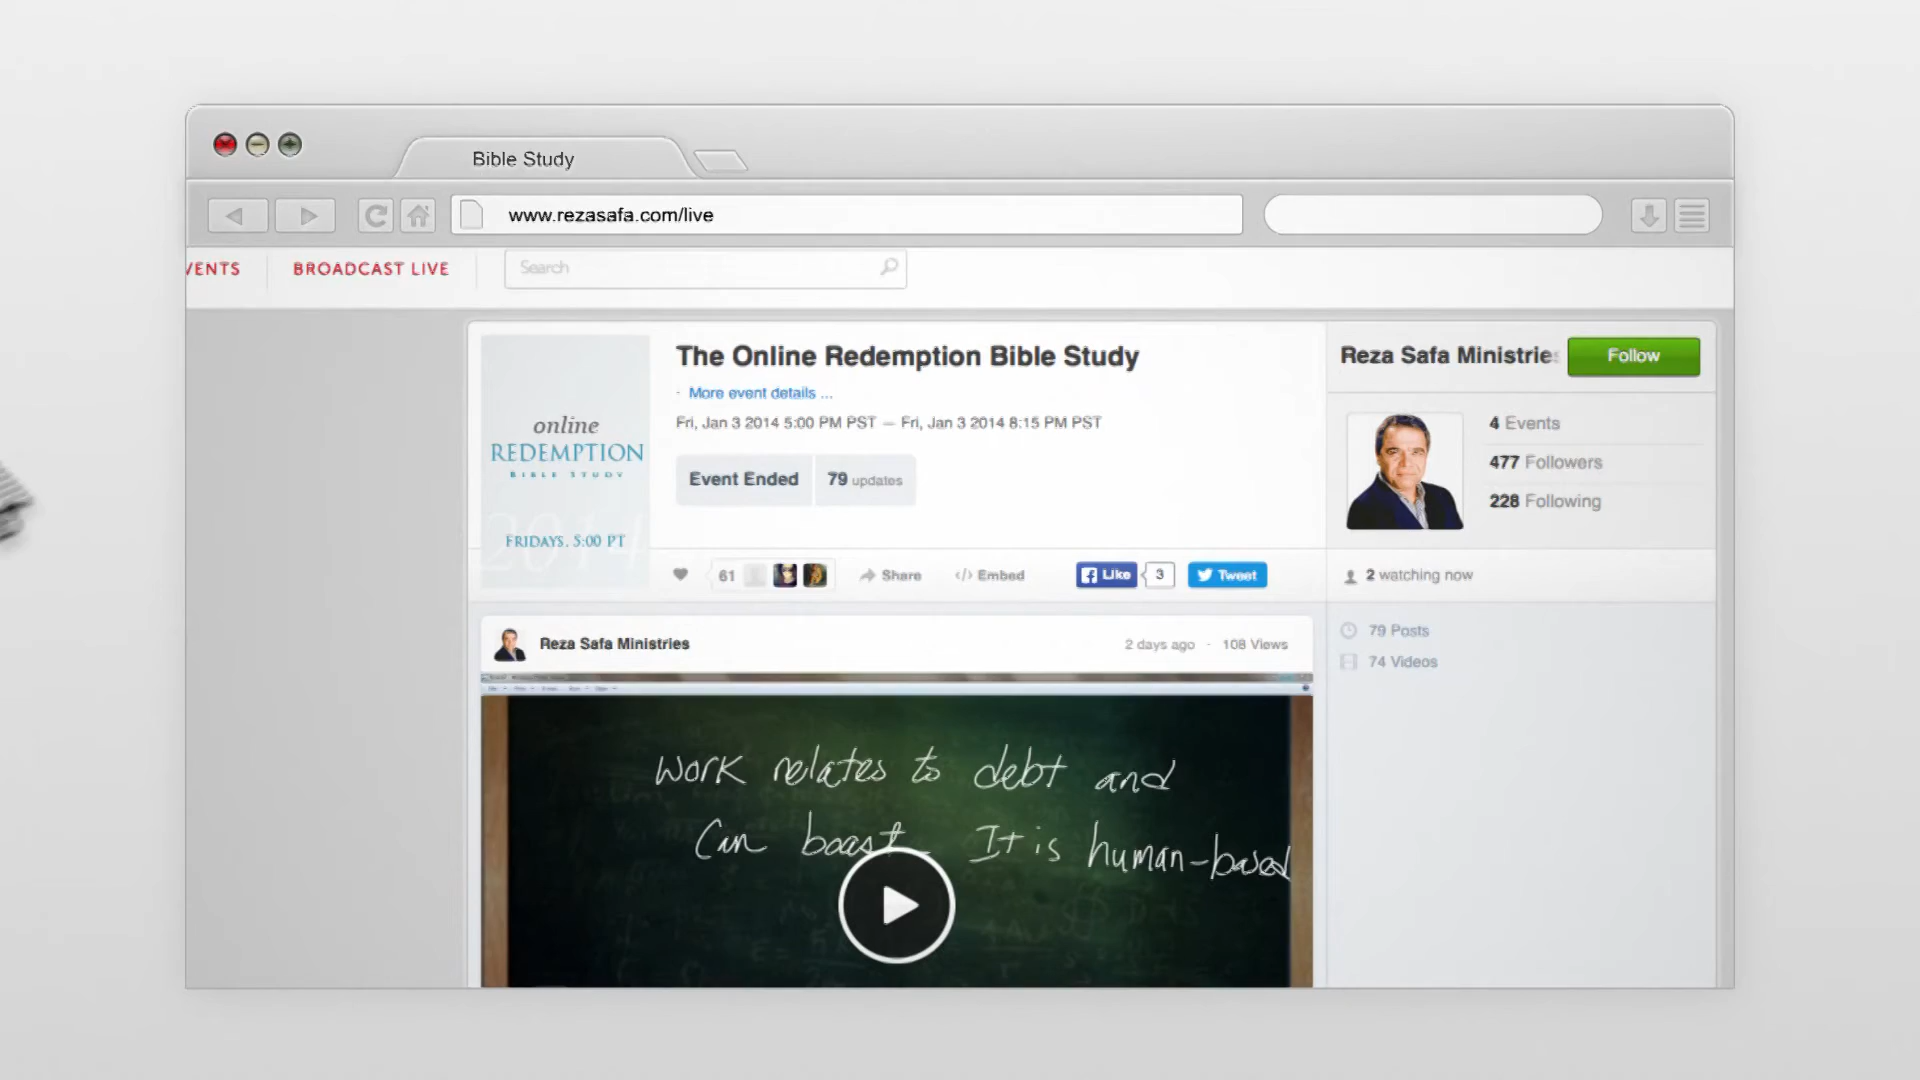 Bible Study
www.rezasafa.com/live
VENTS
BROADCAST LIVE
Search
online
REDEMPTION
BIBLE STUDY
2014
FRIDAYS, 5:00 PT
The Online Redemption Bible Study
· More event details ...
Fri, Jan 3 2014 5:00 PM PST — Fri, Jan 3 2014 8:15 PM PST
Event Ended
79 updates
61
Share
</> Embed
Like
3
Tweet
Reza Safa Ministries
Follow
4 Events
477 Followers
228 Following
2 watching now
79 Posts
74 Videos
Reza Safa Ministries
2 days ago · 108 Views
Work relates to debt and
Can boast. It is human-based